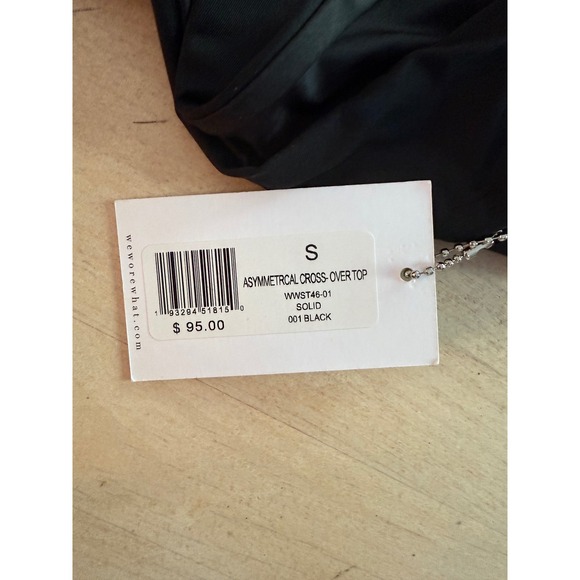 weworewhat.com
S
ASYMMETRCAL CROSS- OVER TOP
WWST46-01
SOLID
001 BLACK
1 93294 51815 0
$ 95.00